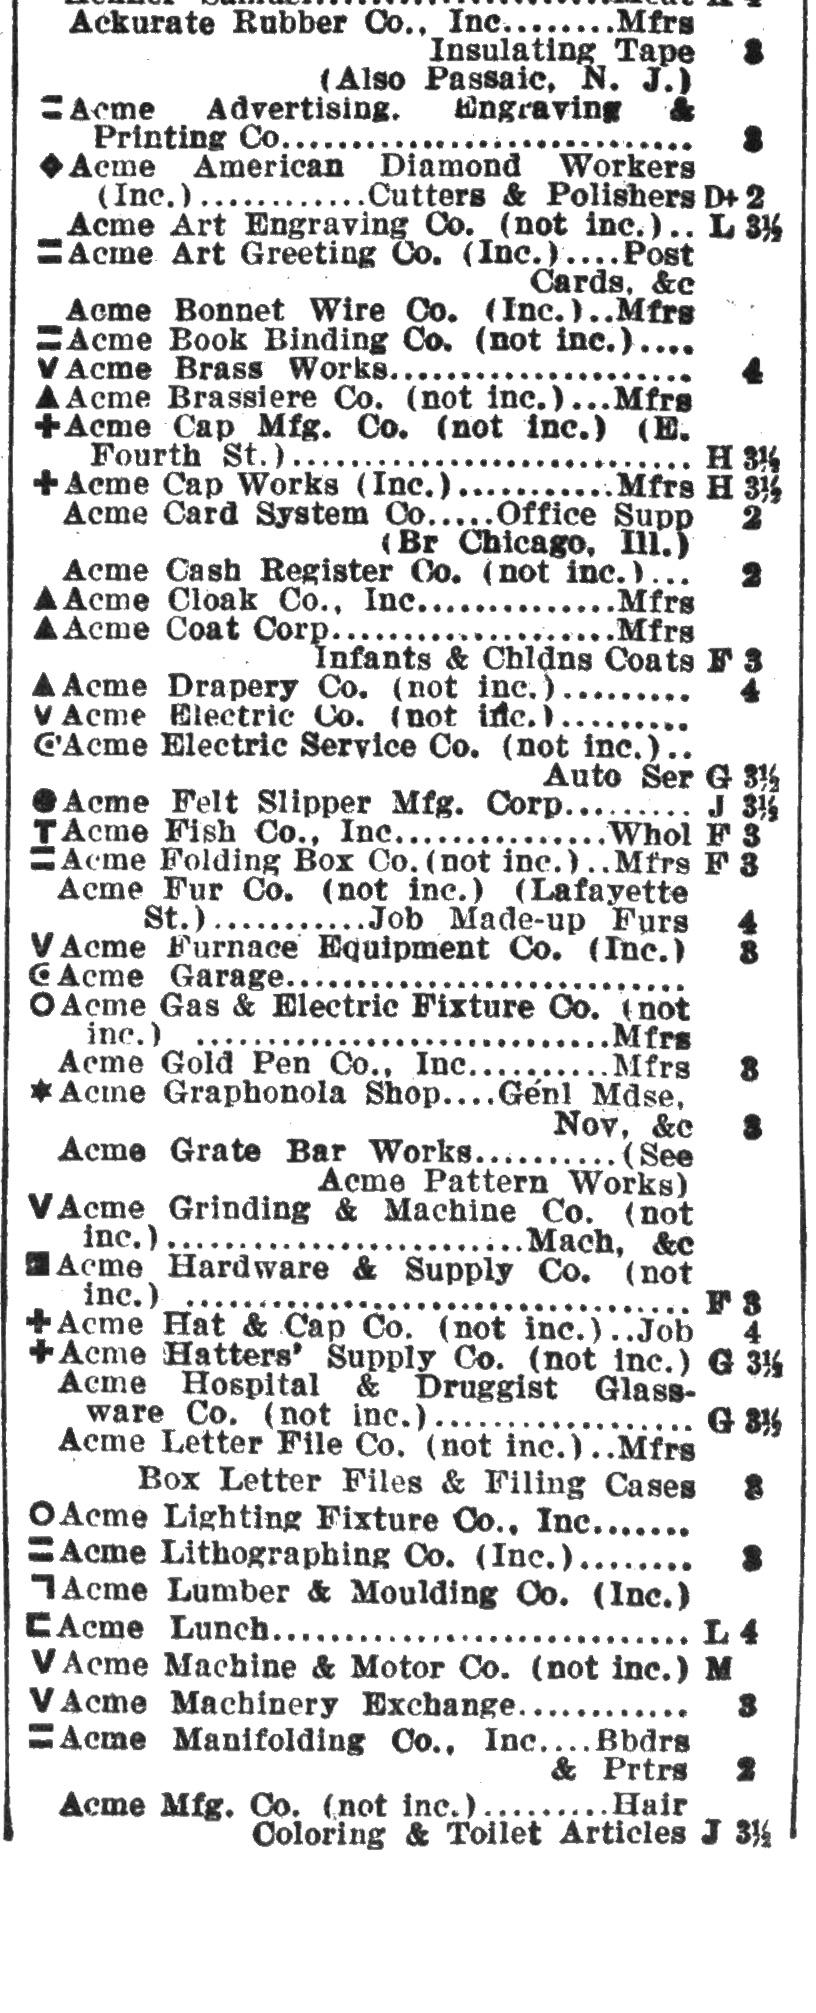 Ackurate Rubber Co., Inc........Mfrs
Insulating Tape 3
(Also Passaic, N. J.)
=Acme Advertising, Engraving &
Printing Co............................. 3
◆Acme American Diamond Workers
(Inc.)............Cutters & Polishers D+ 2
Acme Art Engraving Co. (not inc.).. L 3½
=Acme Art Greeting Co. (Inc.)....Post
Cards, &c
Acme Bonnet Wire Co. (Inc.)..Mfrs
=Acme Book Binding Co. (not inc.)....
VAcme Brass Works..................... 4
▲Acme Brassiere Co. (not inc.)...Mfrs
+Acme Cap Mfg. Co. (not inc.) (E.
Fourth St.)............................. H 3½
+Acme Cap Works (Inc.)...........Mfrs H 3½
Acme Card System Co.....Office Supp 2
(Br Chicago, Ill.)
Acme Cash Register Co. (not inc.)... 2
▲Acme Cloak Co., Inc..............Mfrs
▲Acme Coat Corp...................Mfrs
Infants & Chldns Coats F 3
▲Acme Drapery Co. (not inc.)......... 4
VAcme Electric Co. (not inc.).........
☪Acme Electric Service Co. (not inc.)..
Auto Ser G 3½
●Acme Felt Slipper Mfg. Corp......... J 3½
TAcme Fish Co., Inc...............Whol F 3
=Acme Folding Box Co. (not inc.)..Mfrs F 3
Acme Fur Co. (not inc.) (Lafayette
St.)...........Job Made-up Furs 4
VAcme Furnace Equipment Co. (Inc.) 3
☪Acme Garage............................
OAcme Gas & Electric Fixture Co. (not
inc.) .............................Mfrs
Acme Gold Pen Co., Inc..........Mfrs 3
✶Acme Graphonola Shop....Genl Mdse,
Nov, &c 3
Acme Grate Bar Works..........(See
Acme Pattern Works)
VAcme Grinding & Machine Co. (not
inc.).........................Mach, &c
■Acme Hardware & Supply Co. (not
inc.) ................................... F 3
+Acme Hat & Cap Co. (not inc.)..Job 4
+Acme Hatters' Supply Co. (not inc.) G 3½
Acme Hospital & Druggist Glass-
ware Co. (not inc.).................. G 3½
Acme Letter File Co. (not inc.)..Mfrs
Box Letter Files & Filing Cases 3
OAcme Lighting Fixture Co., Inc.......
=Acme Lithographing Co. (Inc.)........ 3
ㄱAcme Lumber & Moulding Co. (Inc.)
⊏Acme Lunch............................. L 4
VAcme Machine & Motor Co. (not inc.) M
VAcme Machinery Exchange............ 3
=Acme Manifolding Co., Inc....Bbdrs
& Prtrs 2
Acme Mfg. Co. (not inc.).........Hair
Coloring & Toilet Articles J 3½